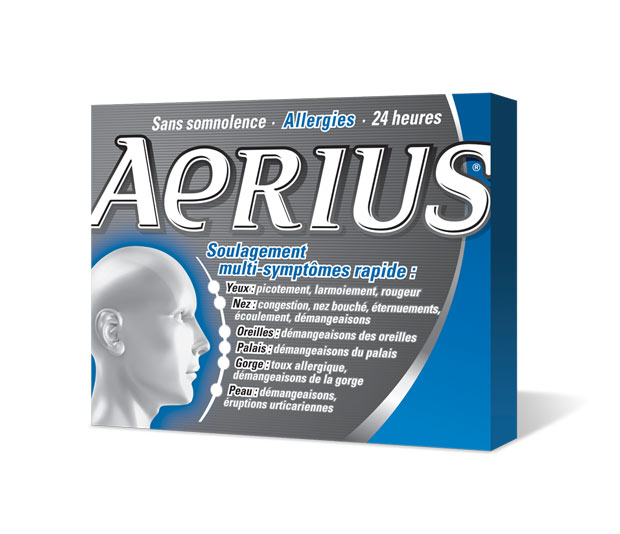 Sans somnolence · Allergies · 24 heures
AeRIUS®
Soulagement
multi-symptômes rapide :
Yeux : picotement, larmoiement, rougeur
Nez : congestion, nez bouché, éternuements,
écoulement, démangeaisons
Oreilles : démangeaisons des oreilles
Palais : démangeaisons du palais
Gorge : toux allergique,
démangeaisons de la gorge
Peau : démangeaisons,
éruptions urticariennes